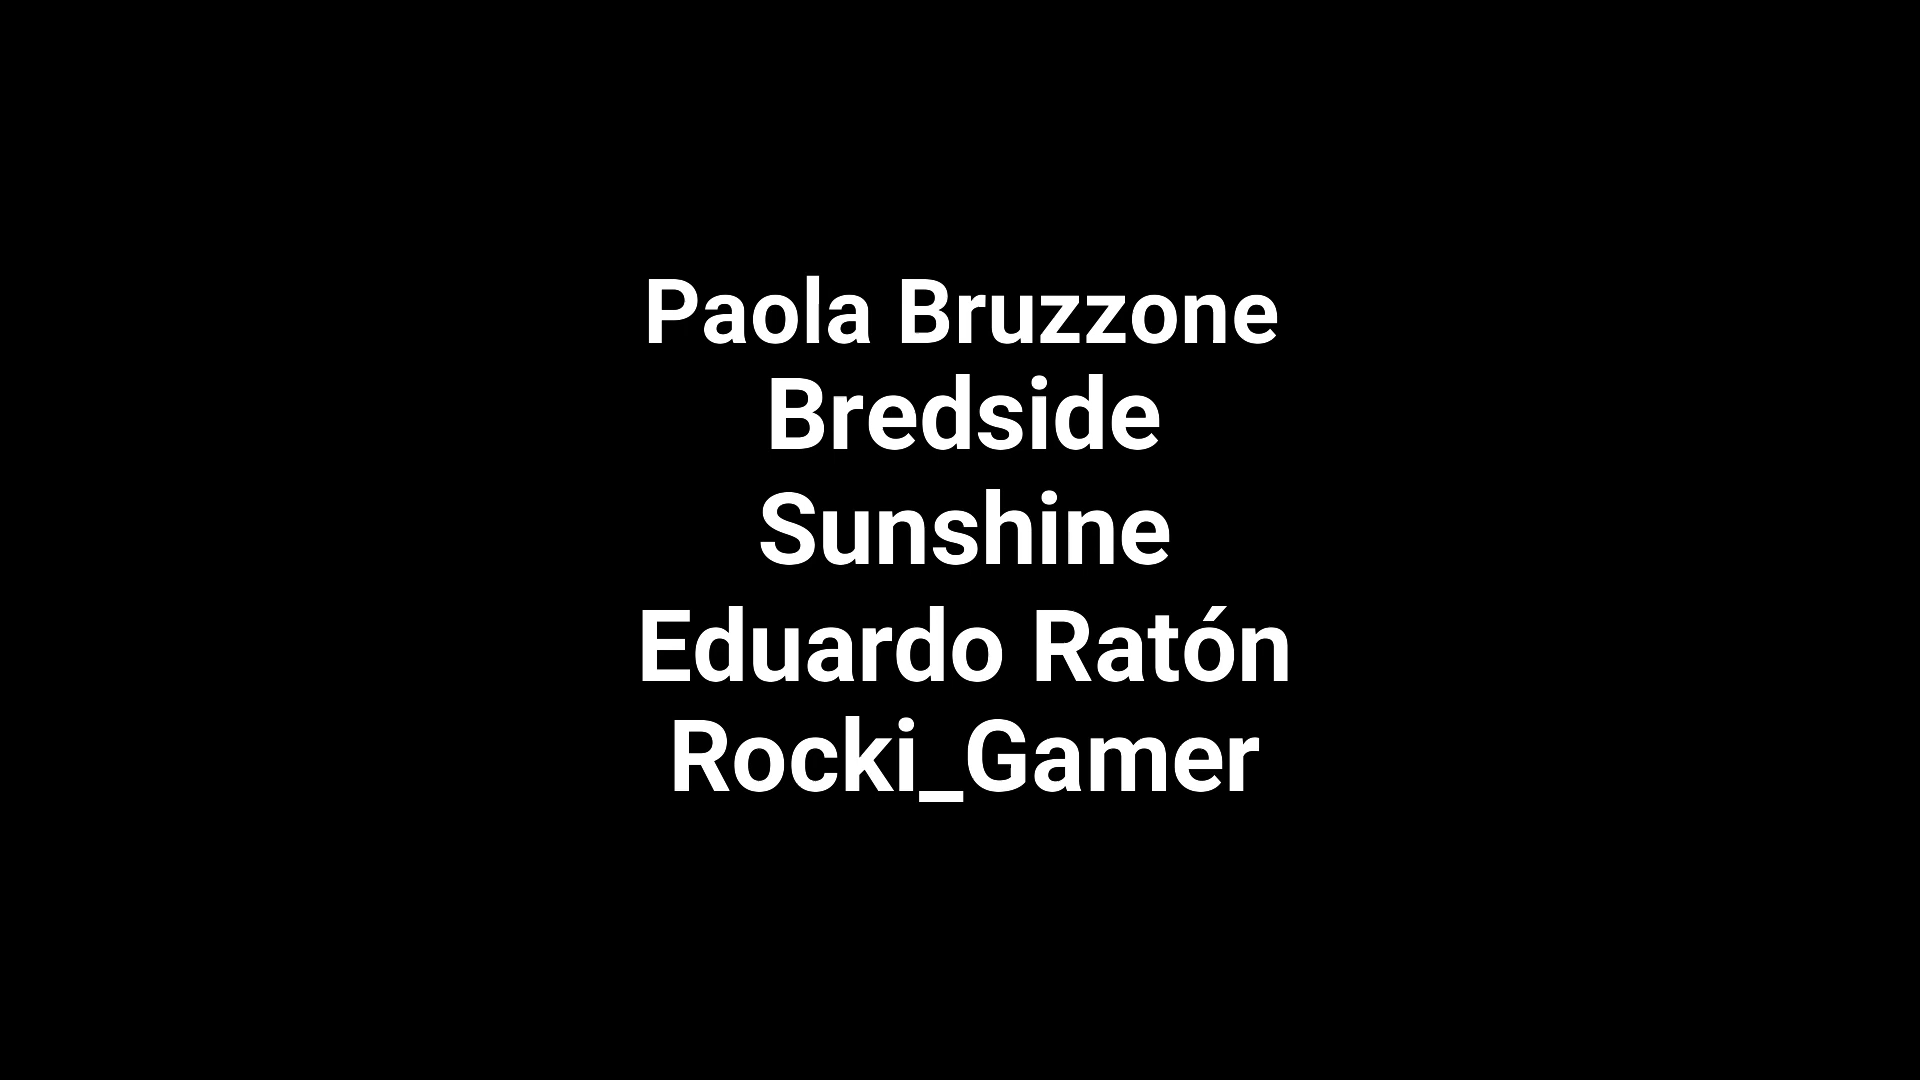 Paola Bruzzone
Bredside
Sunshine
Eduardo Ratón
Rocki_Gamer